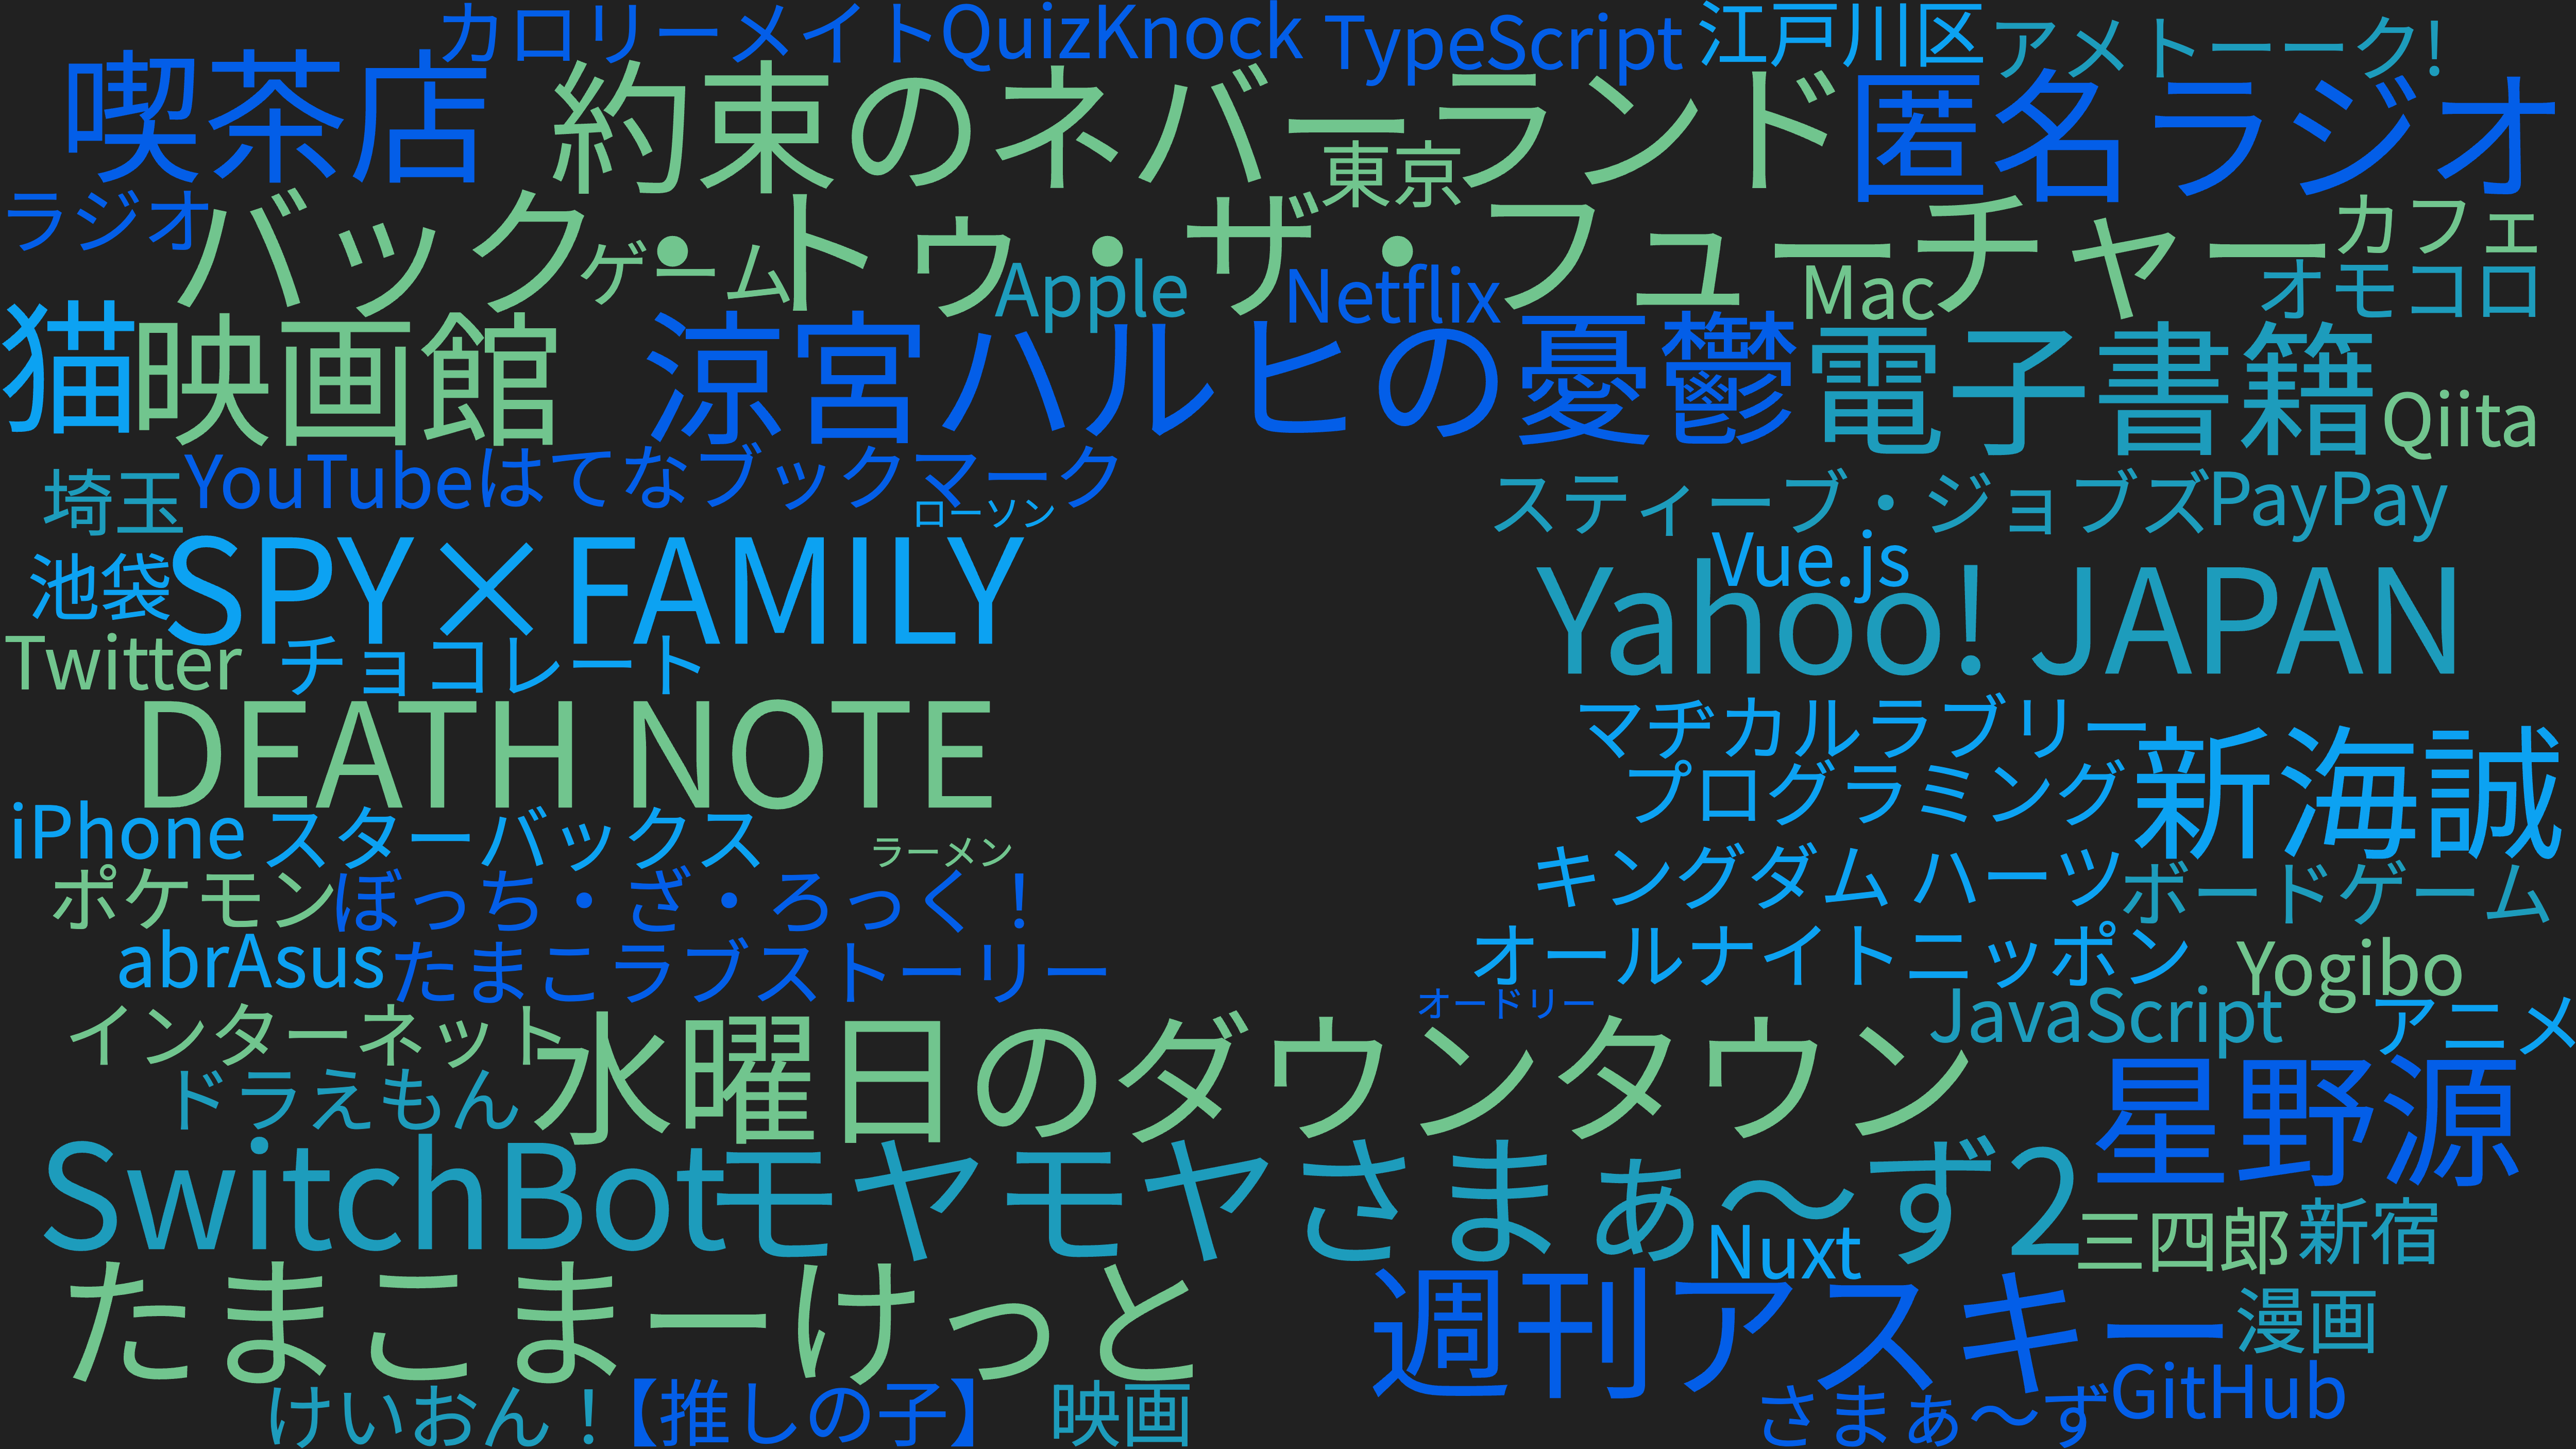 カロリーメイト
QuizKnock
TypeScript
江戸川区
アメトーーク!
喫茶店
約束のネバーランド
匿名ラジオ
東京
ラジオ
バック・トゥ・ザ・フューチャー
カフェ
ゲーム
Apple
Netflix
Mac
オモコロ
猫
映画館
涼宮ハルヒの憂鬱
電子書籍
Qiita
埼玉
YouTube
はてなブックマーク
ローソン
スティーブ・ジョブズ
PayPay
Vue.js
池袋
SPY×FAMILY
Yahoo! JAPAN
Twitter
チョコレート
DEATH NOTE
マヂカルラブリー
新海誠
プログラミング
iPhone
スターバックス
ラーメン
キングダム ハーツ
ポケモン
ぼっち・ざ・ろっく！
ボードゲーム
abrAsus
たまこラブストーリー
オールナイトニッポン
Yogibo
オードリー
JavaScript
アニメ
インターネット
水曜日のダウンタウン
ドラえもん
星野源
SwitchBot
モヤモヤさまぁ～ず2
Nuxt
三四郎
新宿
たまこまーけっと
週刊アスキー
漫画
けいおん！
【推しの子】
映画
さまぁ～ず
GitHub